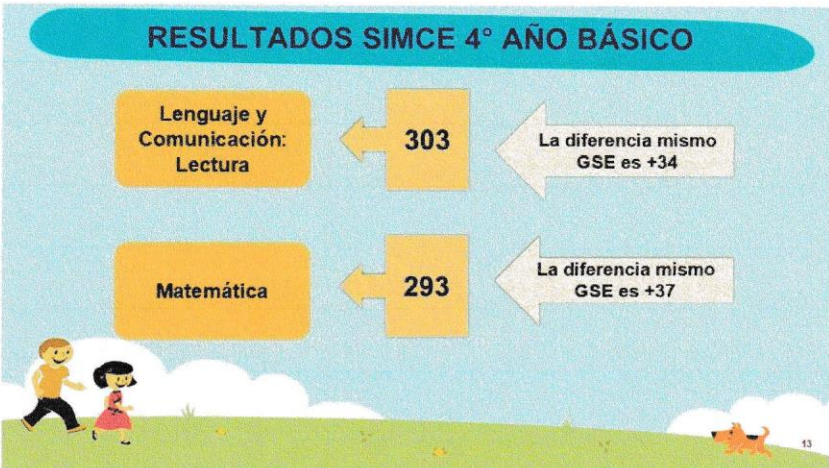 RESULTADOS SIMCE 4° AÑO BÁSICO
Lenguaje y
Comunicación:
Lectura
303
La diferencia mismo
GSE es +34
Matemática
293
La diferencia mismo
GSE es +37
13